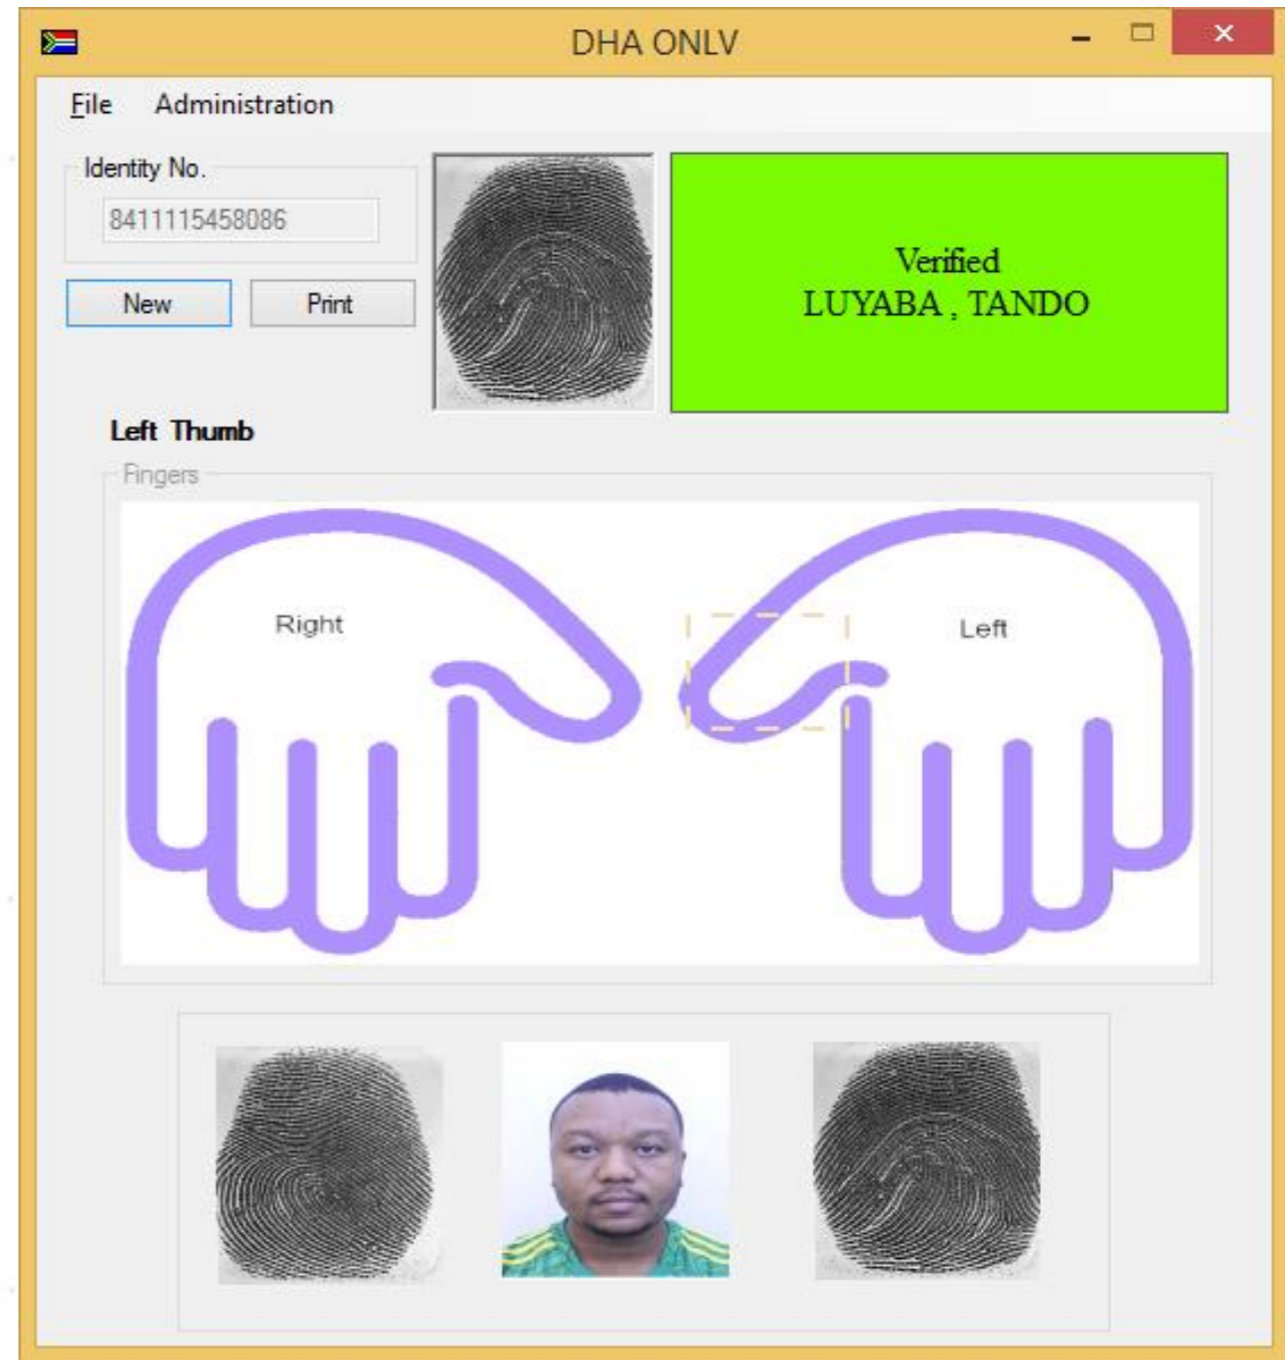 DHA ONLV
File Administration
Identity No.
8411115458086
New Print
Verified
LUYABA , TANDO
Left Thumb
Fingers
Right Left